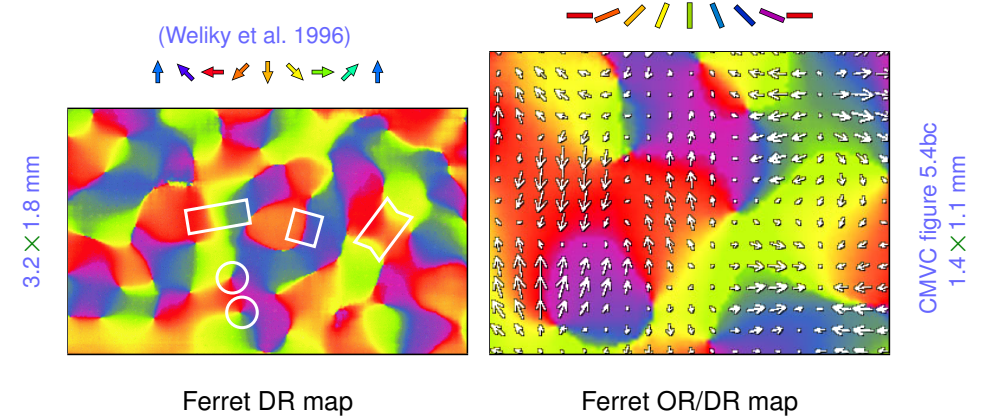 (Weliky et al. 1996)
3.2×1.8 mm
CMVC figure 5.4bc
1.4×1.1 mm
Ferret DR map
Ferret OR/DR map